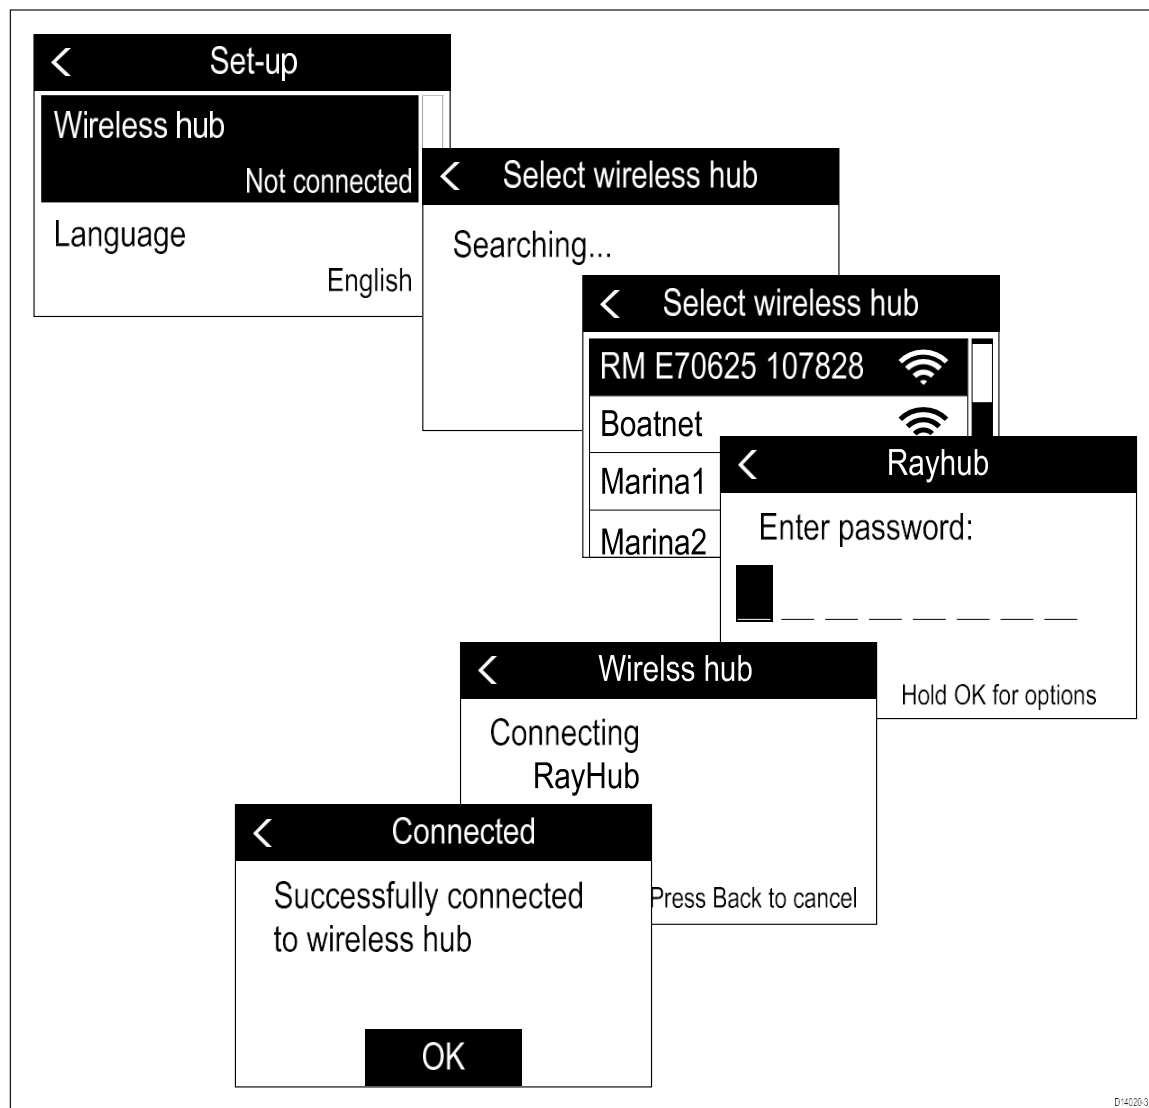 Set-up
Wireless hub
Not connected
Language
English
Select wireless hub
Searching...
Select wireless hub
RM E70625 107828
Boatnet
Marina1
Marina2
Rayhub
Enter password:
Hold OK for options
Wirelss hub
Connecting
RayHub
Press Back to cancel
Connected
Successfully connected
to wireless hub
OK
D14020-3